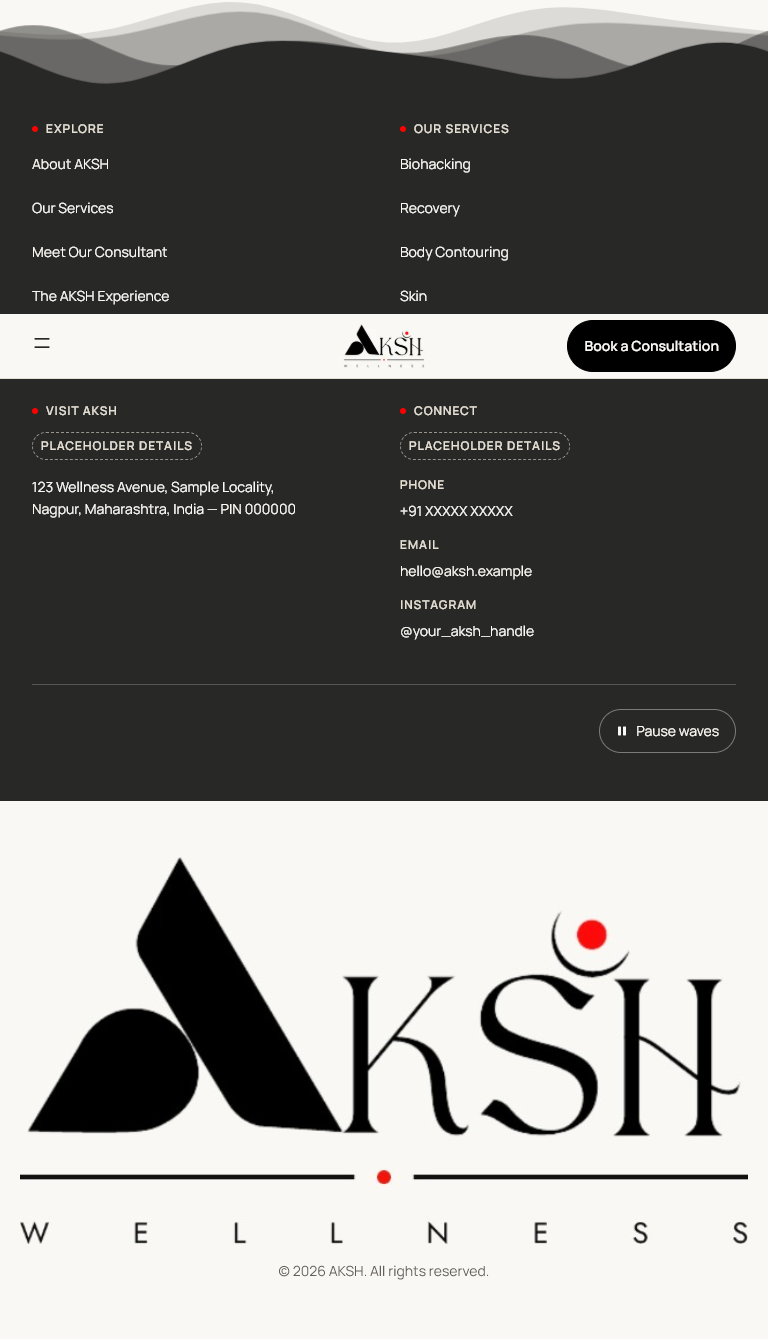 EXPLORE
About AKSH
Our Services
Meet Our Consultant
The AKSH Experience
OUR SERVICES
Biohacking
Recovery
Body Contouring
Skin
AKSH
WELLNESS
Book a Consultation
VISIT AKSH
PLACEHOLDER DETAILS
123 Wellness Avenue, Sample Locality,
Nagpur, Maharashtra, India — PIN 000000
CONNECT
PLACEHOLDER DETAILS
PHONE
+91 XXXXX XXXXX
EMAIL
hello@aksh.example
INSTAGRAM
@your_aksh_handle
Pause waves
AKSH
WELLNESS
© 2026 AKSH. All rights reserved.